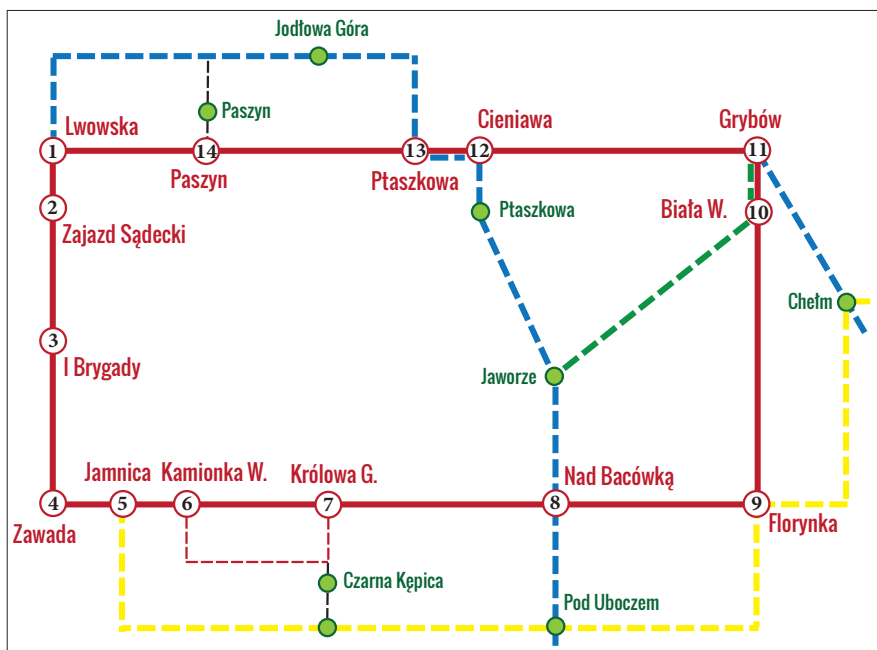 Jodłowa Góra
Paszyn
Lwowska
Cieniawa
Grybów
1
14
13
12
11
Paszyn
Ptaszkowa
2
Zajazd Sądecki
Ptaszkowa
Biała W.
10
Chełm
3
I Brygady
Jaworze
Jamnica
Kamionka W.
Królowa G.
Nad Bacówką
4
5
6
7
8
9
Zawada
Florynka
Czarna Kępica
Pod Uboczem